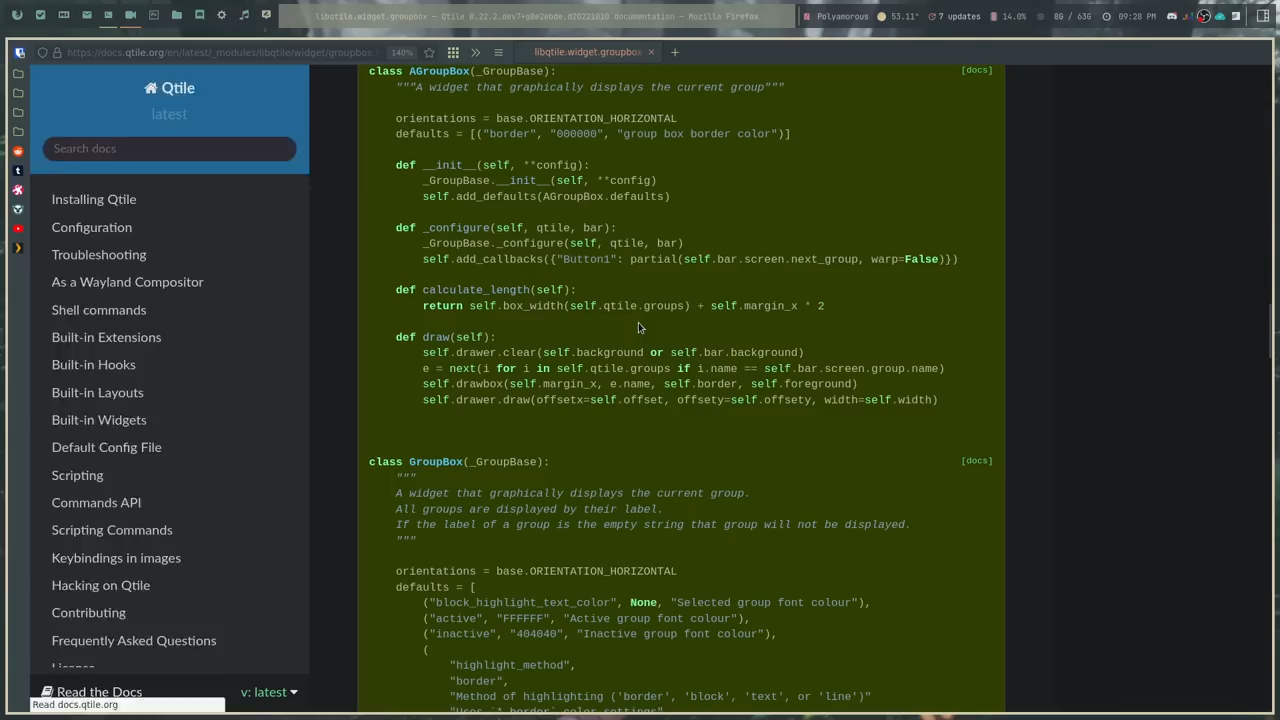 libqtile.widget.groupbox — Qtile 0.22.2.dev7+g8e2ebde.d20221010 documentation — Mozilla Firefox
Polyamorous
53.11°
7 updates
14.0%
8G / 63G
09:28 PM
https://docs.qtile.org/en/latest/_modules/libqtile/widget/groupbox.
140%
libqtile.widget.groupbox
Qtile
latest
Search docs
Installing Qtile
Configuration
Troubleshooting
As a Wayland Compositor
Shell commands
Built-in Extensions
Built-in Hooks
Built-in Layouts
Built-in Widgets
Default Config File
Scripting
Commands API
Scripting Commands
Keybindings in images
Hacking on Qtile
Contributing
Frequently Asked Questions
License
Read the Docs
v: latest
Read docs.qtile.org
class AGroupBox(_GroupBase): [docs]
"""A widget that graphically displays the current group"""
orientations = base.ORIENTATION_HORIZONTAL
defaults = [("border", "000000", "group box border color")]
def __init__(self, **config):
_GroupBase.__init__(self, **config)
self.add_defaults(AGroupBox.defaults)
def _configure(self, qtile, bar):
_GroupBase._configure(self, qtile, bar)
self.add_callbacks({"Button1": partial(self.bar.screen.next_group, warp=False)})
def calculate_length(self):
return self.box_width(self.qtile.groups) + self.margin_x * 2
def draw(self):
self.drawer.clear(self.background or self.bar.background)
e = next(i for i in self.qtile.groups if i.name == self.bar.screen.group.name)
self.drawbox(self.margin_x, e.name, self.border, self.foreground)
self.drawer.draw(offsetx=self.offset, offsety=self.offsety, width=self.width)
class GroupBox(_GroupBase): [docs]
"""
A widget that graphically displays the current group.
All groups are displayed by their label.
If the label of a group is the empty string that group will not be displayed.
"""
orientations = base.ORIENTATION_HORIZONTAL
defaults = [
("block_highlight_text_color", None, "Selected group font colour"),
("active", "FFFFFF", "Active group font colour"),
("inactive", "404040", "Inactive group font colour"),
(
"highlight_method",
"border",
"Method of highlighting ('border', 'block', 'text', or 'line')"
"Uses `*_border` color settings",